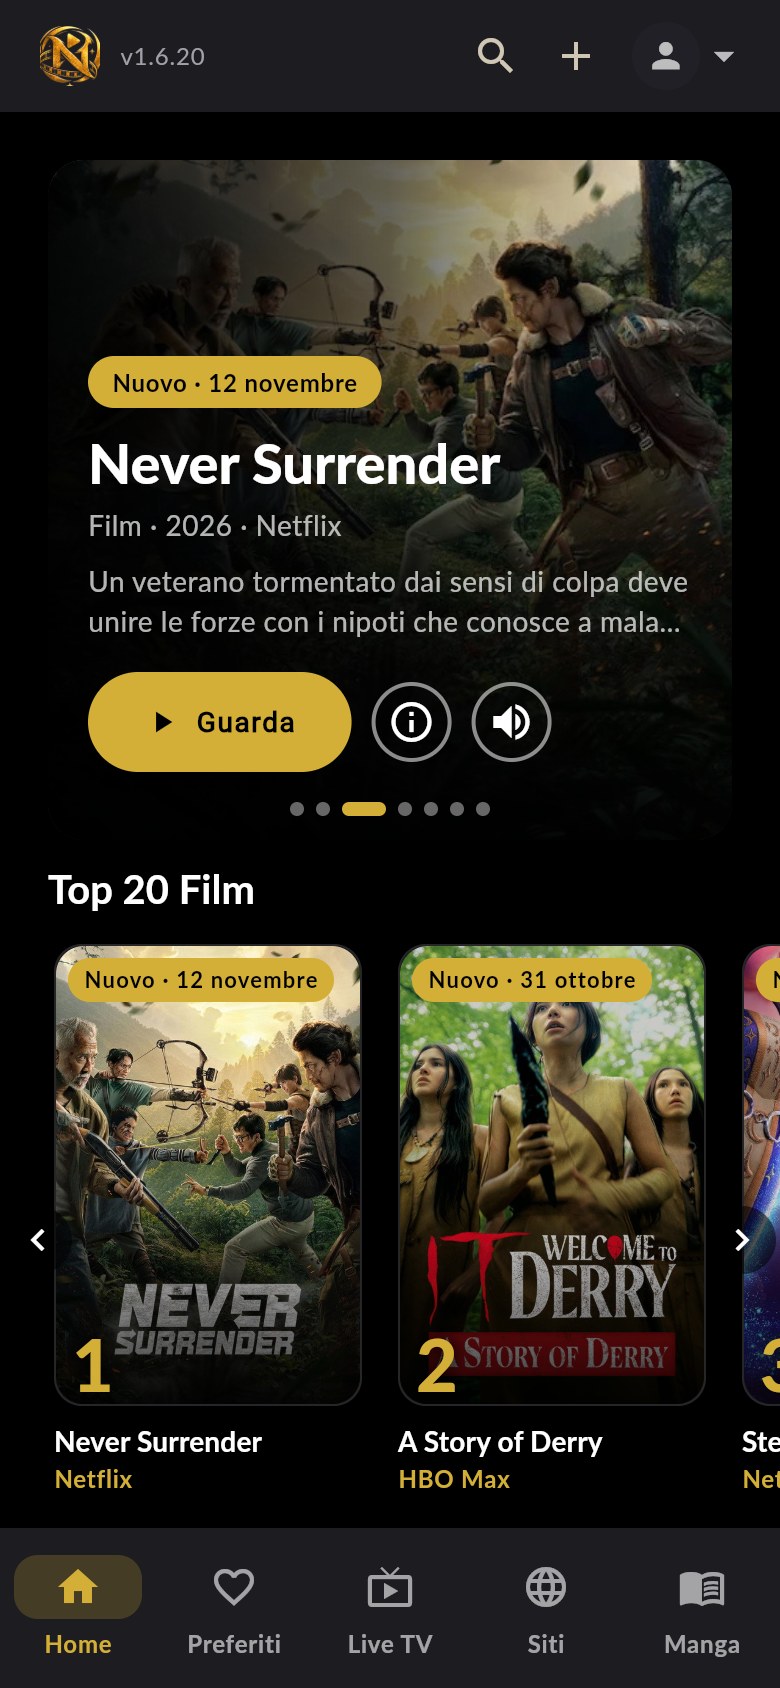 v1.6.20
Nuovo · 12 novembre
Never Surrender
Film · 2026 · Netflix
Un veterano tormentato dai sensi di colpa deve
unire le forze con i nipoti che conosce a mala...
Guarda
Top 20 Film
Nuovo · 12 novembre
Nuovo · 31 ottobre
N
NEVER
SURRENDER
1
IT WELCOME TO
DERRY
A STORY OF DERRY
2
3
Never Surrender
A Story of Derry
Ste
Netflix
HBO Max
Net
Home
Preferiti
Live TV
Siti
Manga